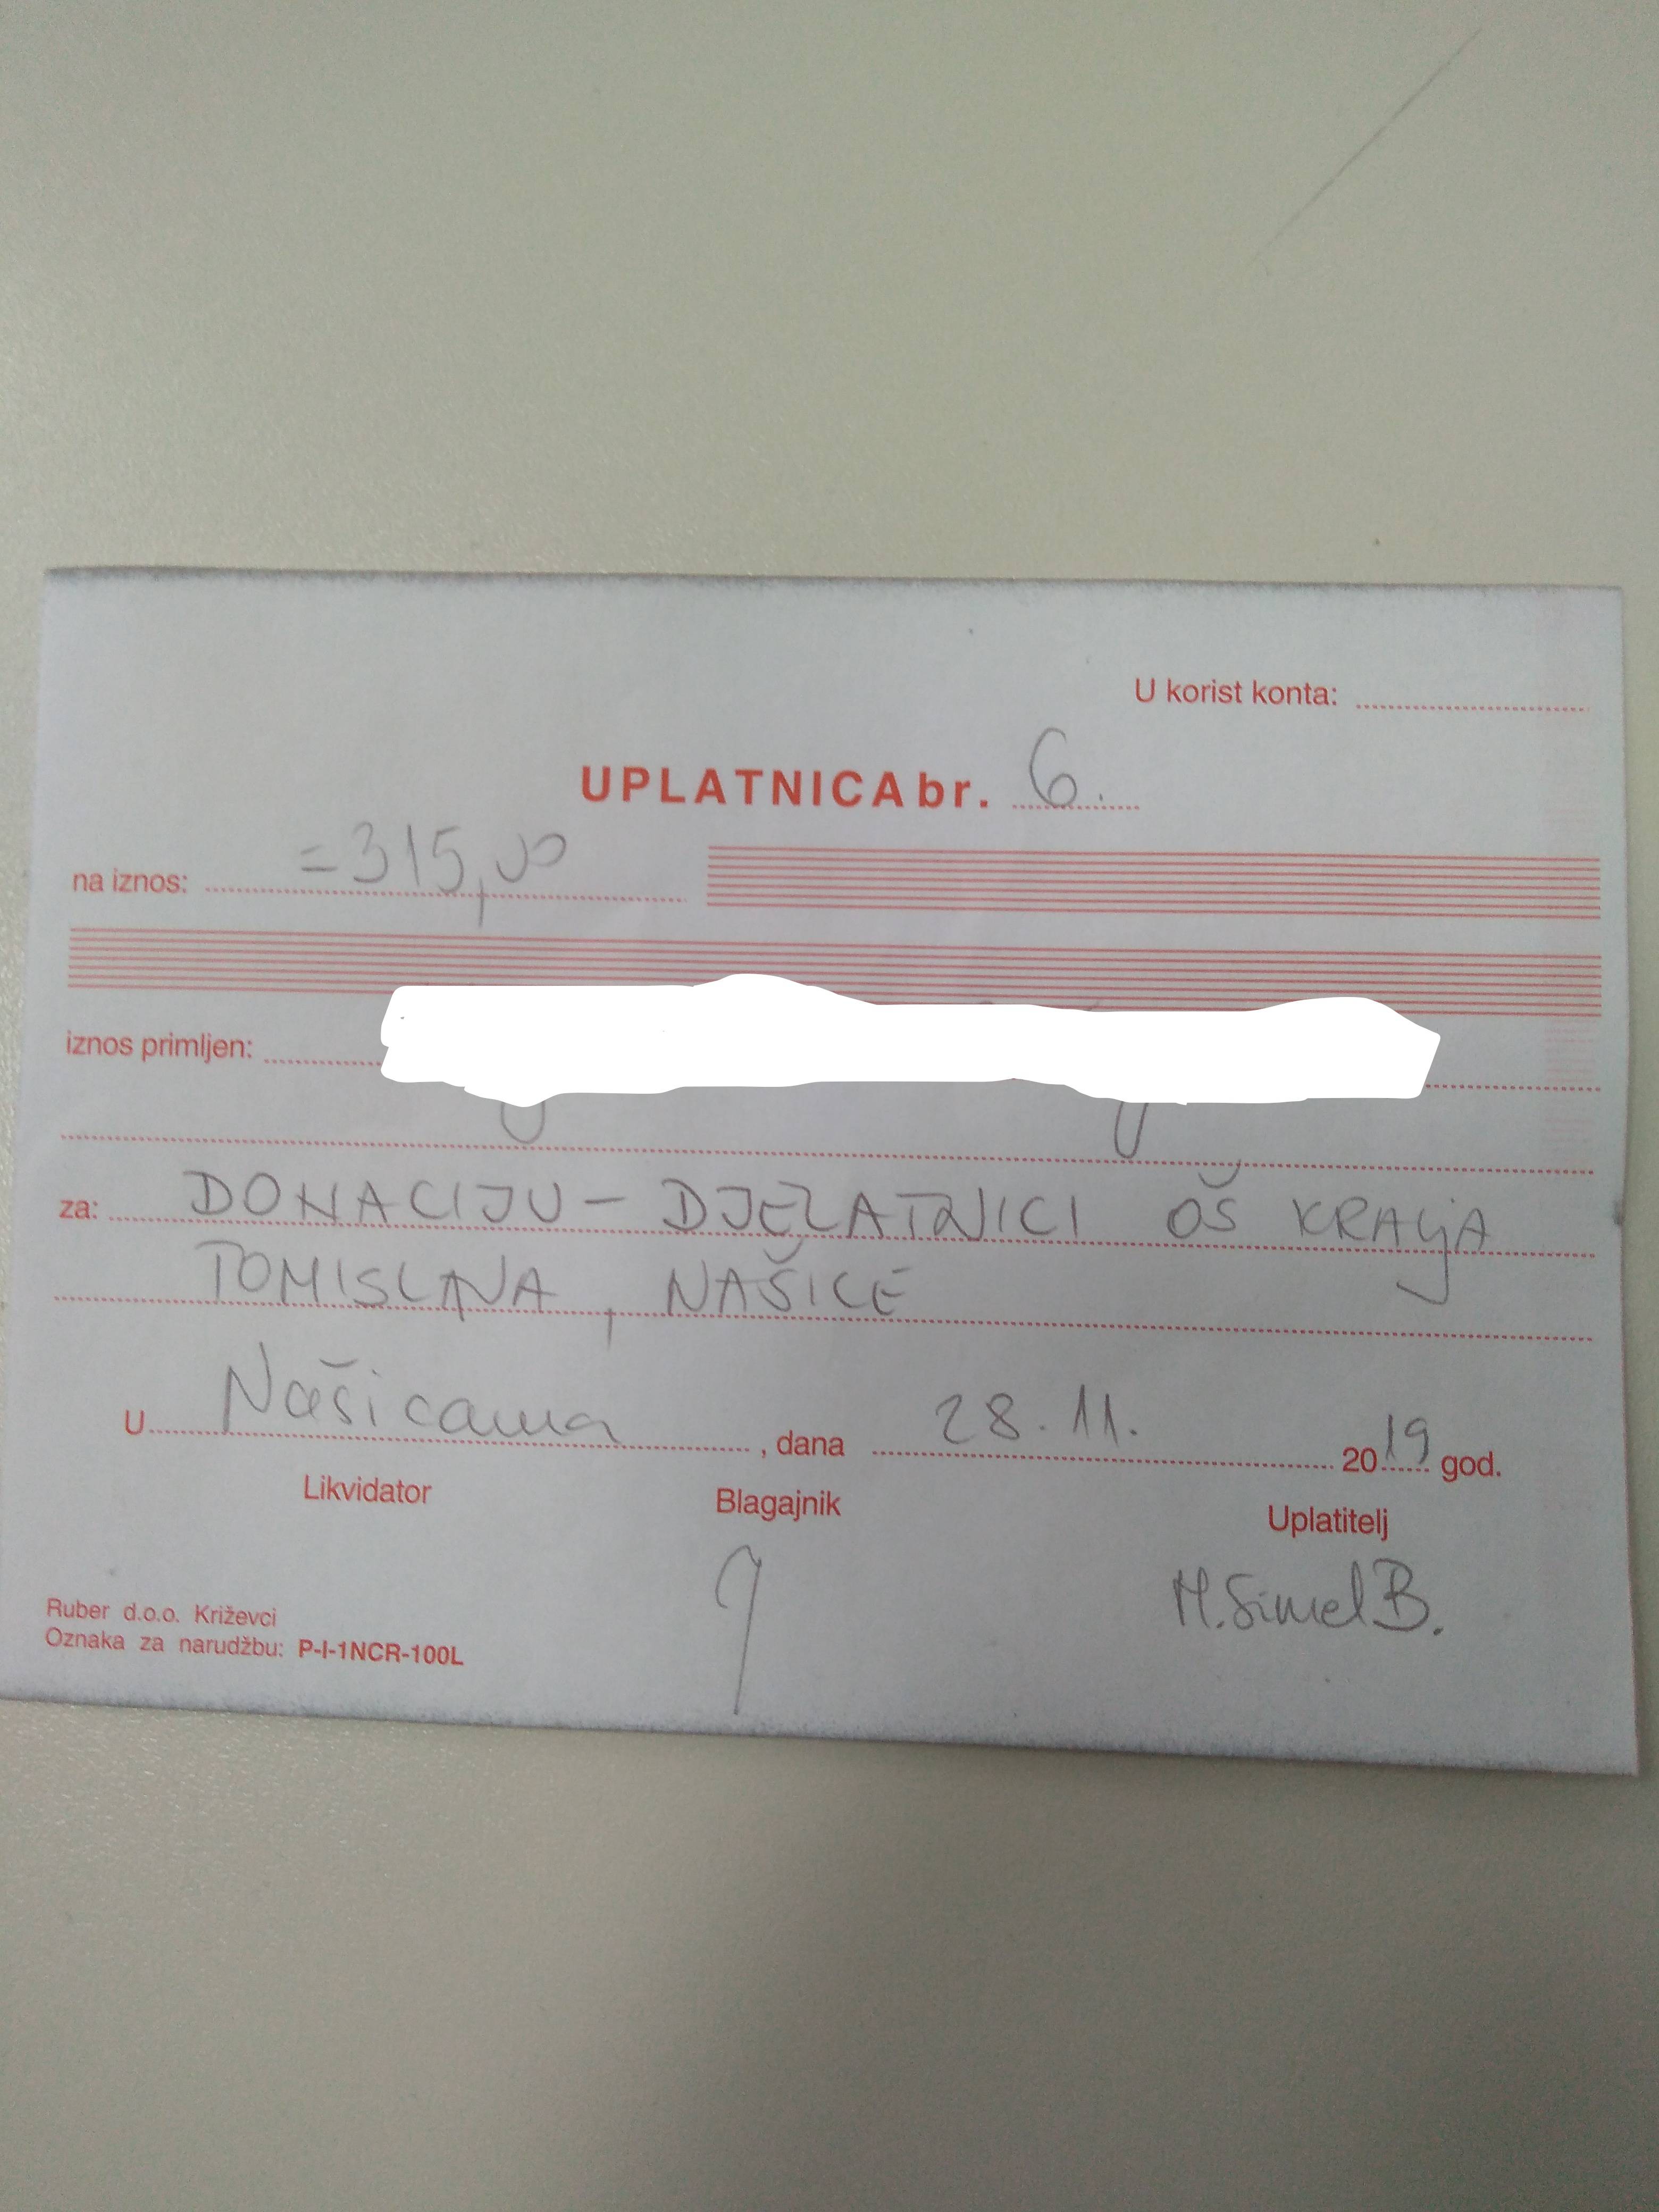 U korist konta:
UPLATNICA br. 6.
na iznos: =315,00
iznos primljen:
za: DONACIJU - DJELATNICI OŠ KRALJA
TOMISLAVA, NAŠICE
U Našicama, dana 28.11. 2019 god.
Likvidator Blagajnik Uplatitelj
M. Simel B.
Ruber d.o.o. Križevci
Oznaka za narudžbu: P-I-1NCR-100L